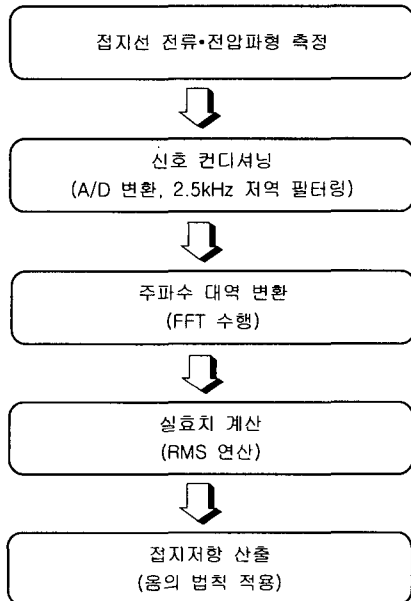 접지선 전류•전압파형 측정
신호 컨디셔닝
(A/D 변환, 2.5kHz 저역 필터링)
주파수 대역 변환
(FFT 수행)
실효치 계산
(RMS 연산)
접지저항 산출
(옴의 법칙 적용)